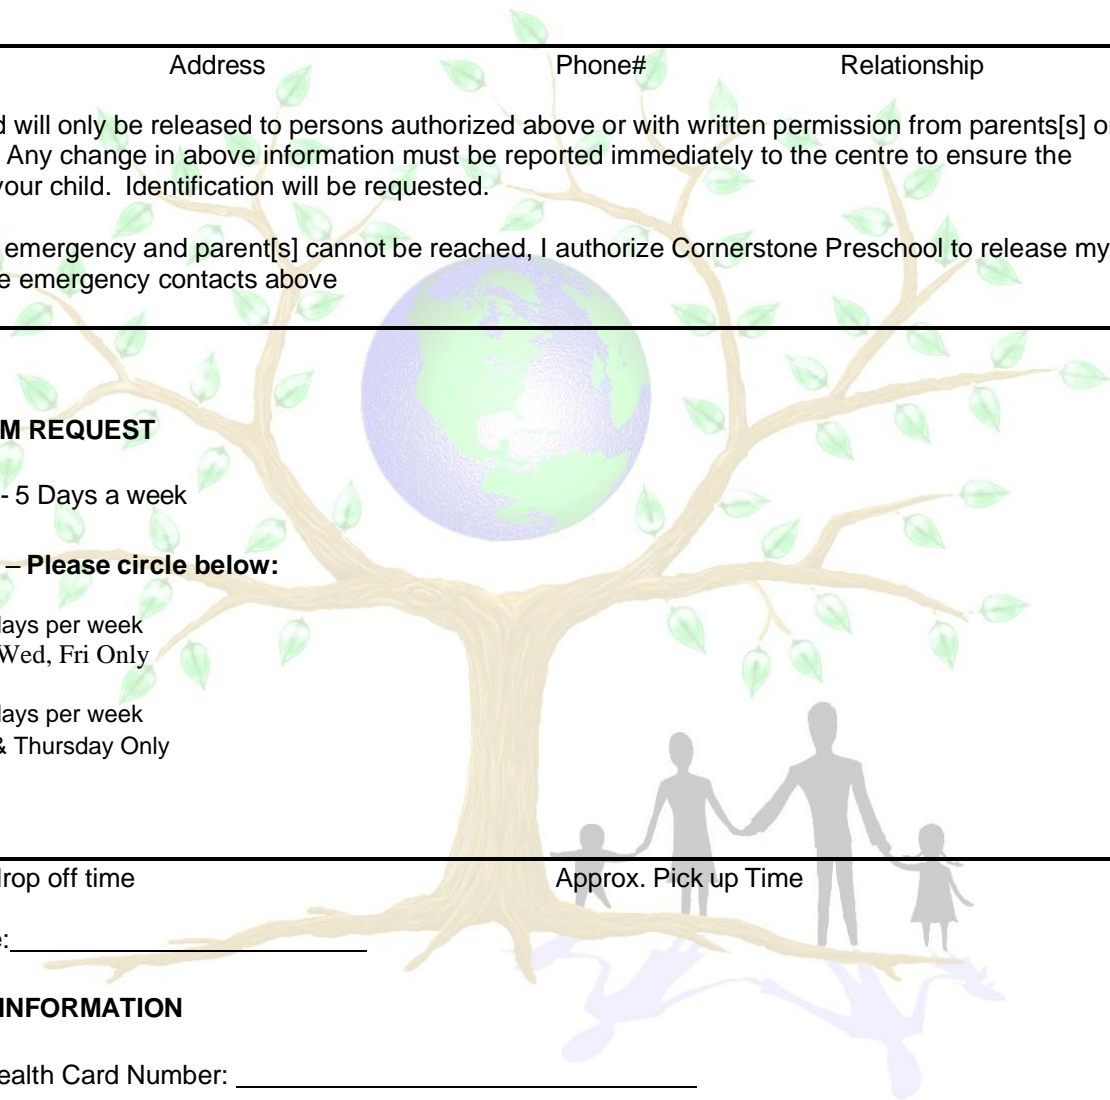 Address Phone# Relationship
will only be released to persons authorized above or with written permission from parents[s] or
Any change in above information must be reported immediately to the centre to ensure the
your child. Identification will be requested.
emergency and parent[s] cannot be reached, I authorize Cornerstone Preschool to release my
emergency contacts above
REQUEST
- 5 Days a week
– Please circle below:
days per week
Wed, Fri Only
days per week
& Thursday Only
drop off time Approx. Pick up Time
INFORMATION
ealth Card Number: